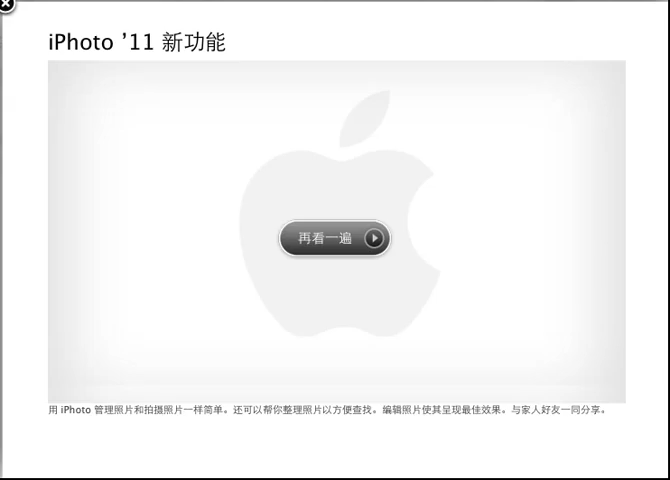 iPhoto ’11 新功能
再看一遍
用 iPhoto 管理照片和拍摄照片一样简单。还可以帮你整理照片以方便查找。编辑照片使其呈现最佳效果。与家人好友一同分享。